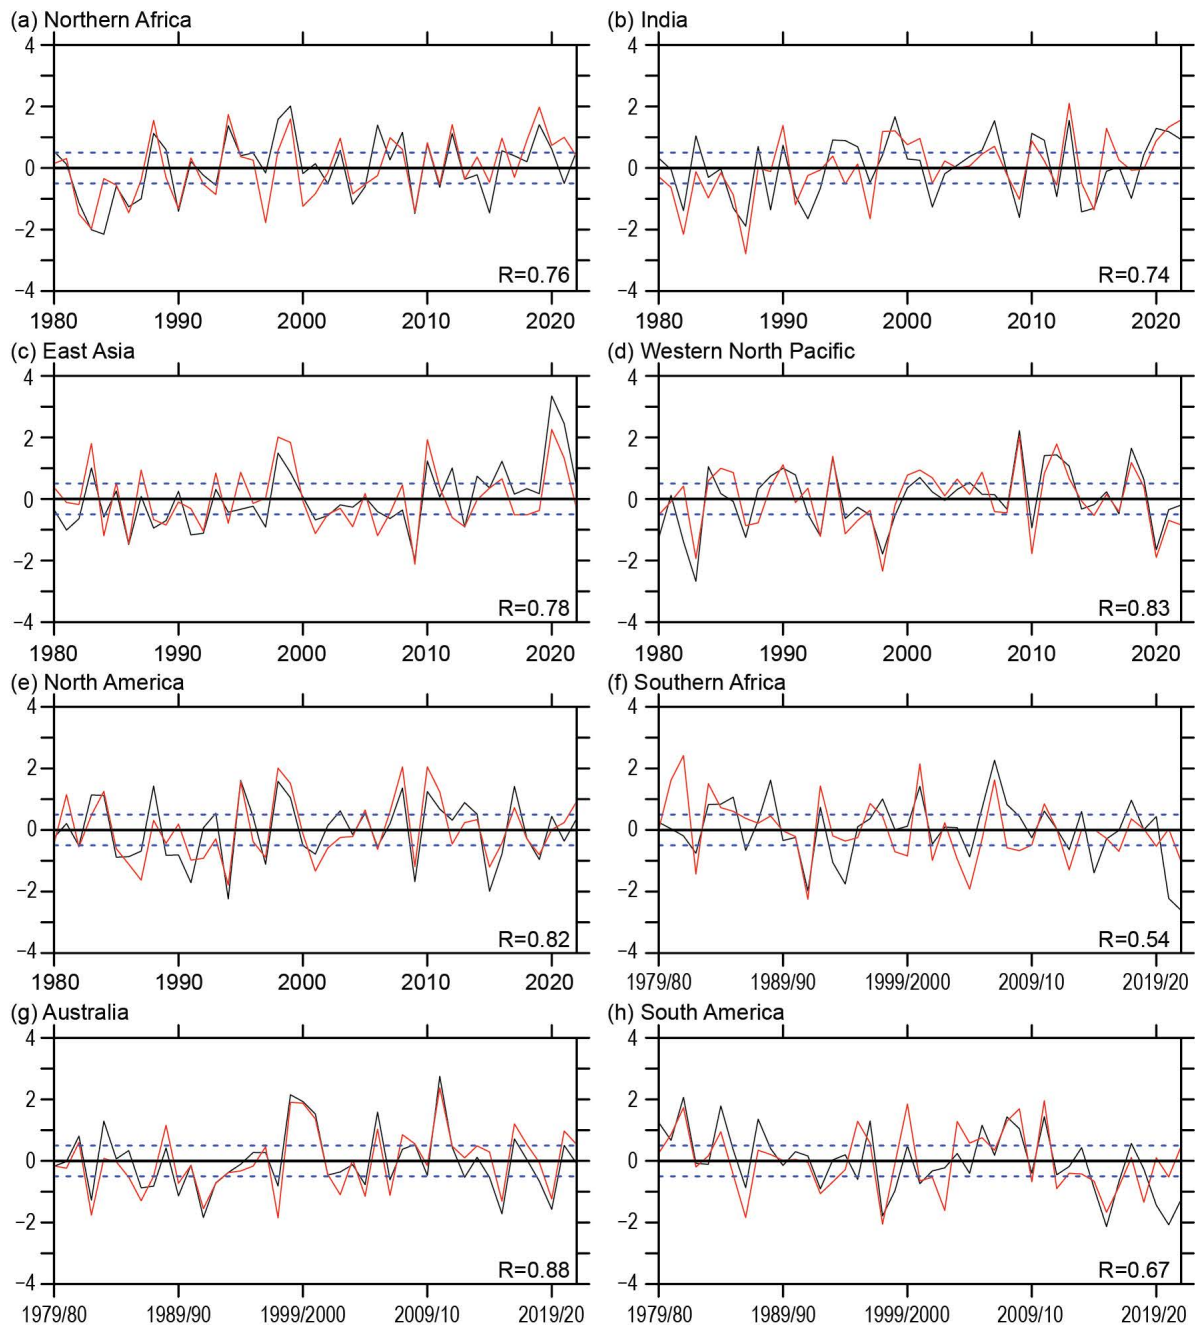 (a) Northern Africa
4
2
0
−2
−4
R=0.76
1980 1990 2000 2010 2020
(b) India
4
2
0
−2
−4
R=0.74
1980 1990 2000 2010 2020
(c) East Asia
4
2
0
−2
−4
R=0.78
1980 1990 2000 2010 2020
(d) Western North Pacific
4
2
0
−2
−4
R=0.83
1980 1990 2000 2010 2020
(e) North America
4
2
0
−2
−4
R=0.82
1980 1990 2000 2010 2020
(f) Southern Africa
4
2
0
−2
−4
R=0.54
1979/80 1989/90 1999/2000 2009/10 2019/20
(g) Australia
4
2
0
−2
−4
R=0.88
1979/80 1989/90 1999/2000 2009/10 2019/20
(h) South America
4
2
0
−2
−4
R=0.67
1979/80 1989/90 1999/2000 2009/10 2019/20